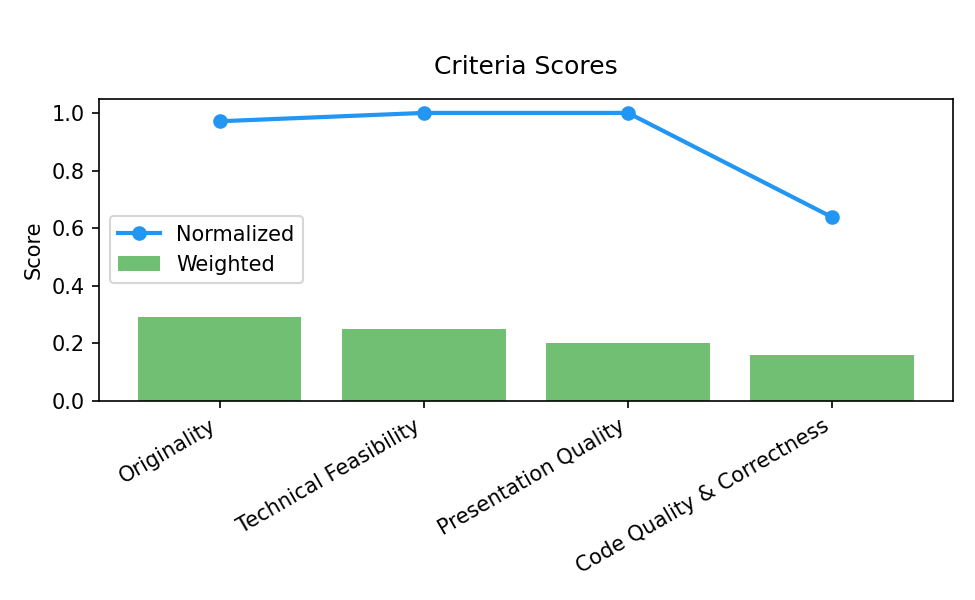 Criteria Scores
Score
1.0
0.8
0.6
0.4
0.2
0.0
Normalized
Weighted
Originality
Technical Feasibility
Presentation Quality
Code Quality & Correctness